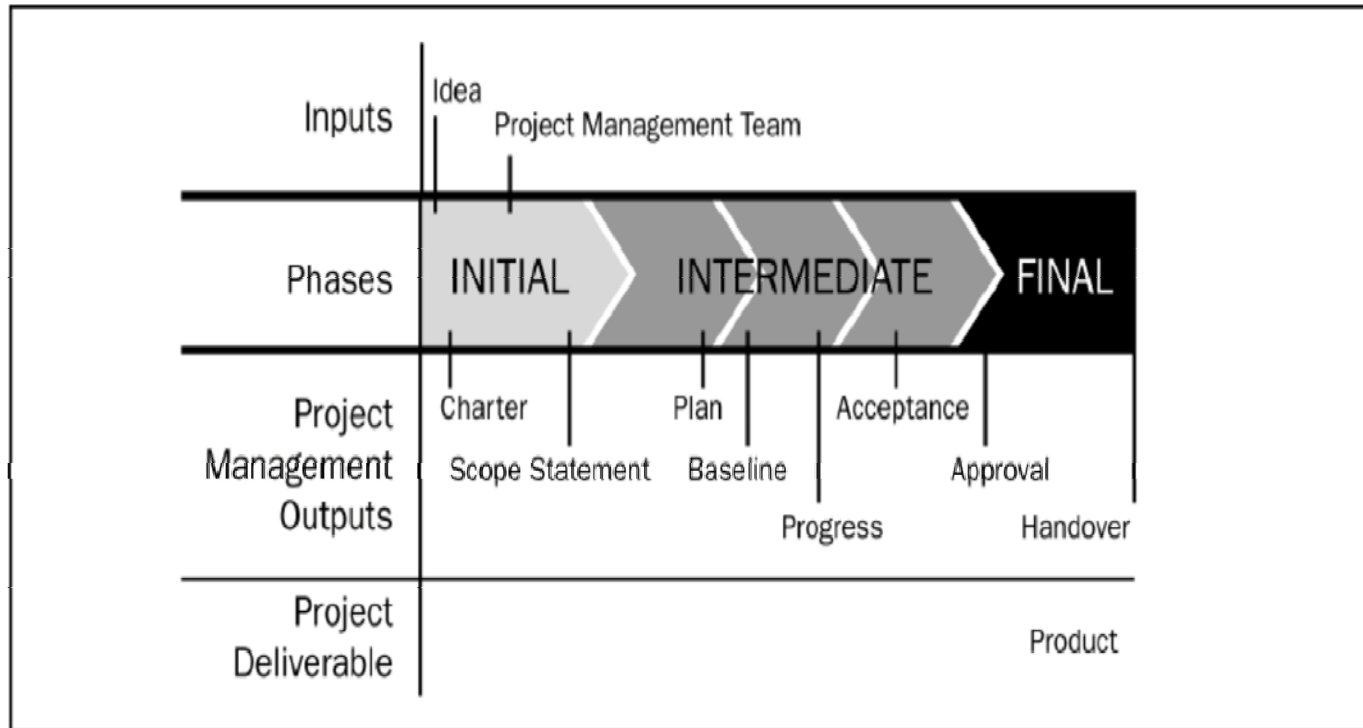 Inputs
Idea
Project Management Team
Phases
INITIAL
INTERMEDIATE
FINAL
Project
Management
Outputs
Charter
Scope Statement
Plan
Baseline
Progress
Acceptance
Approval
Handover
Project
Deliverable
Product